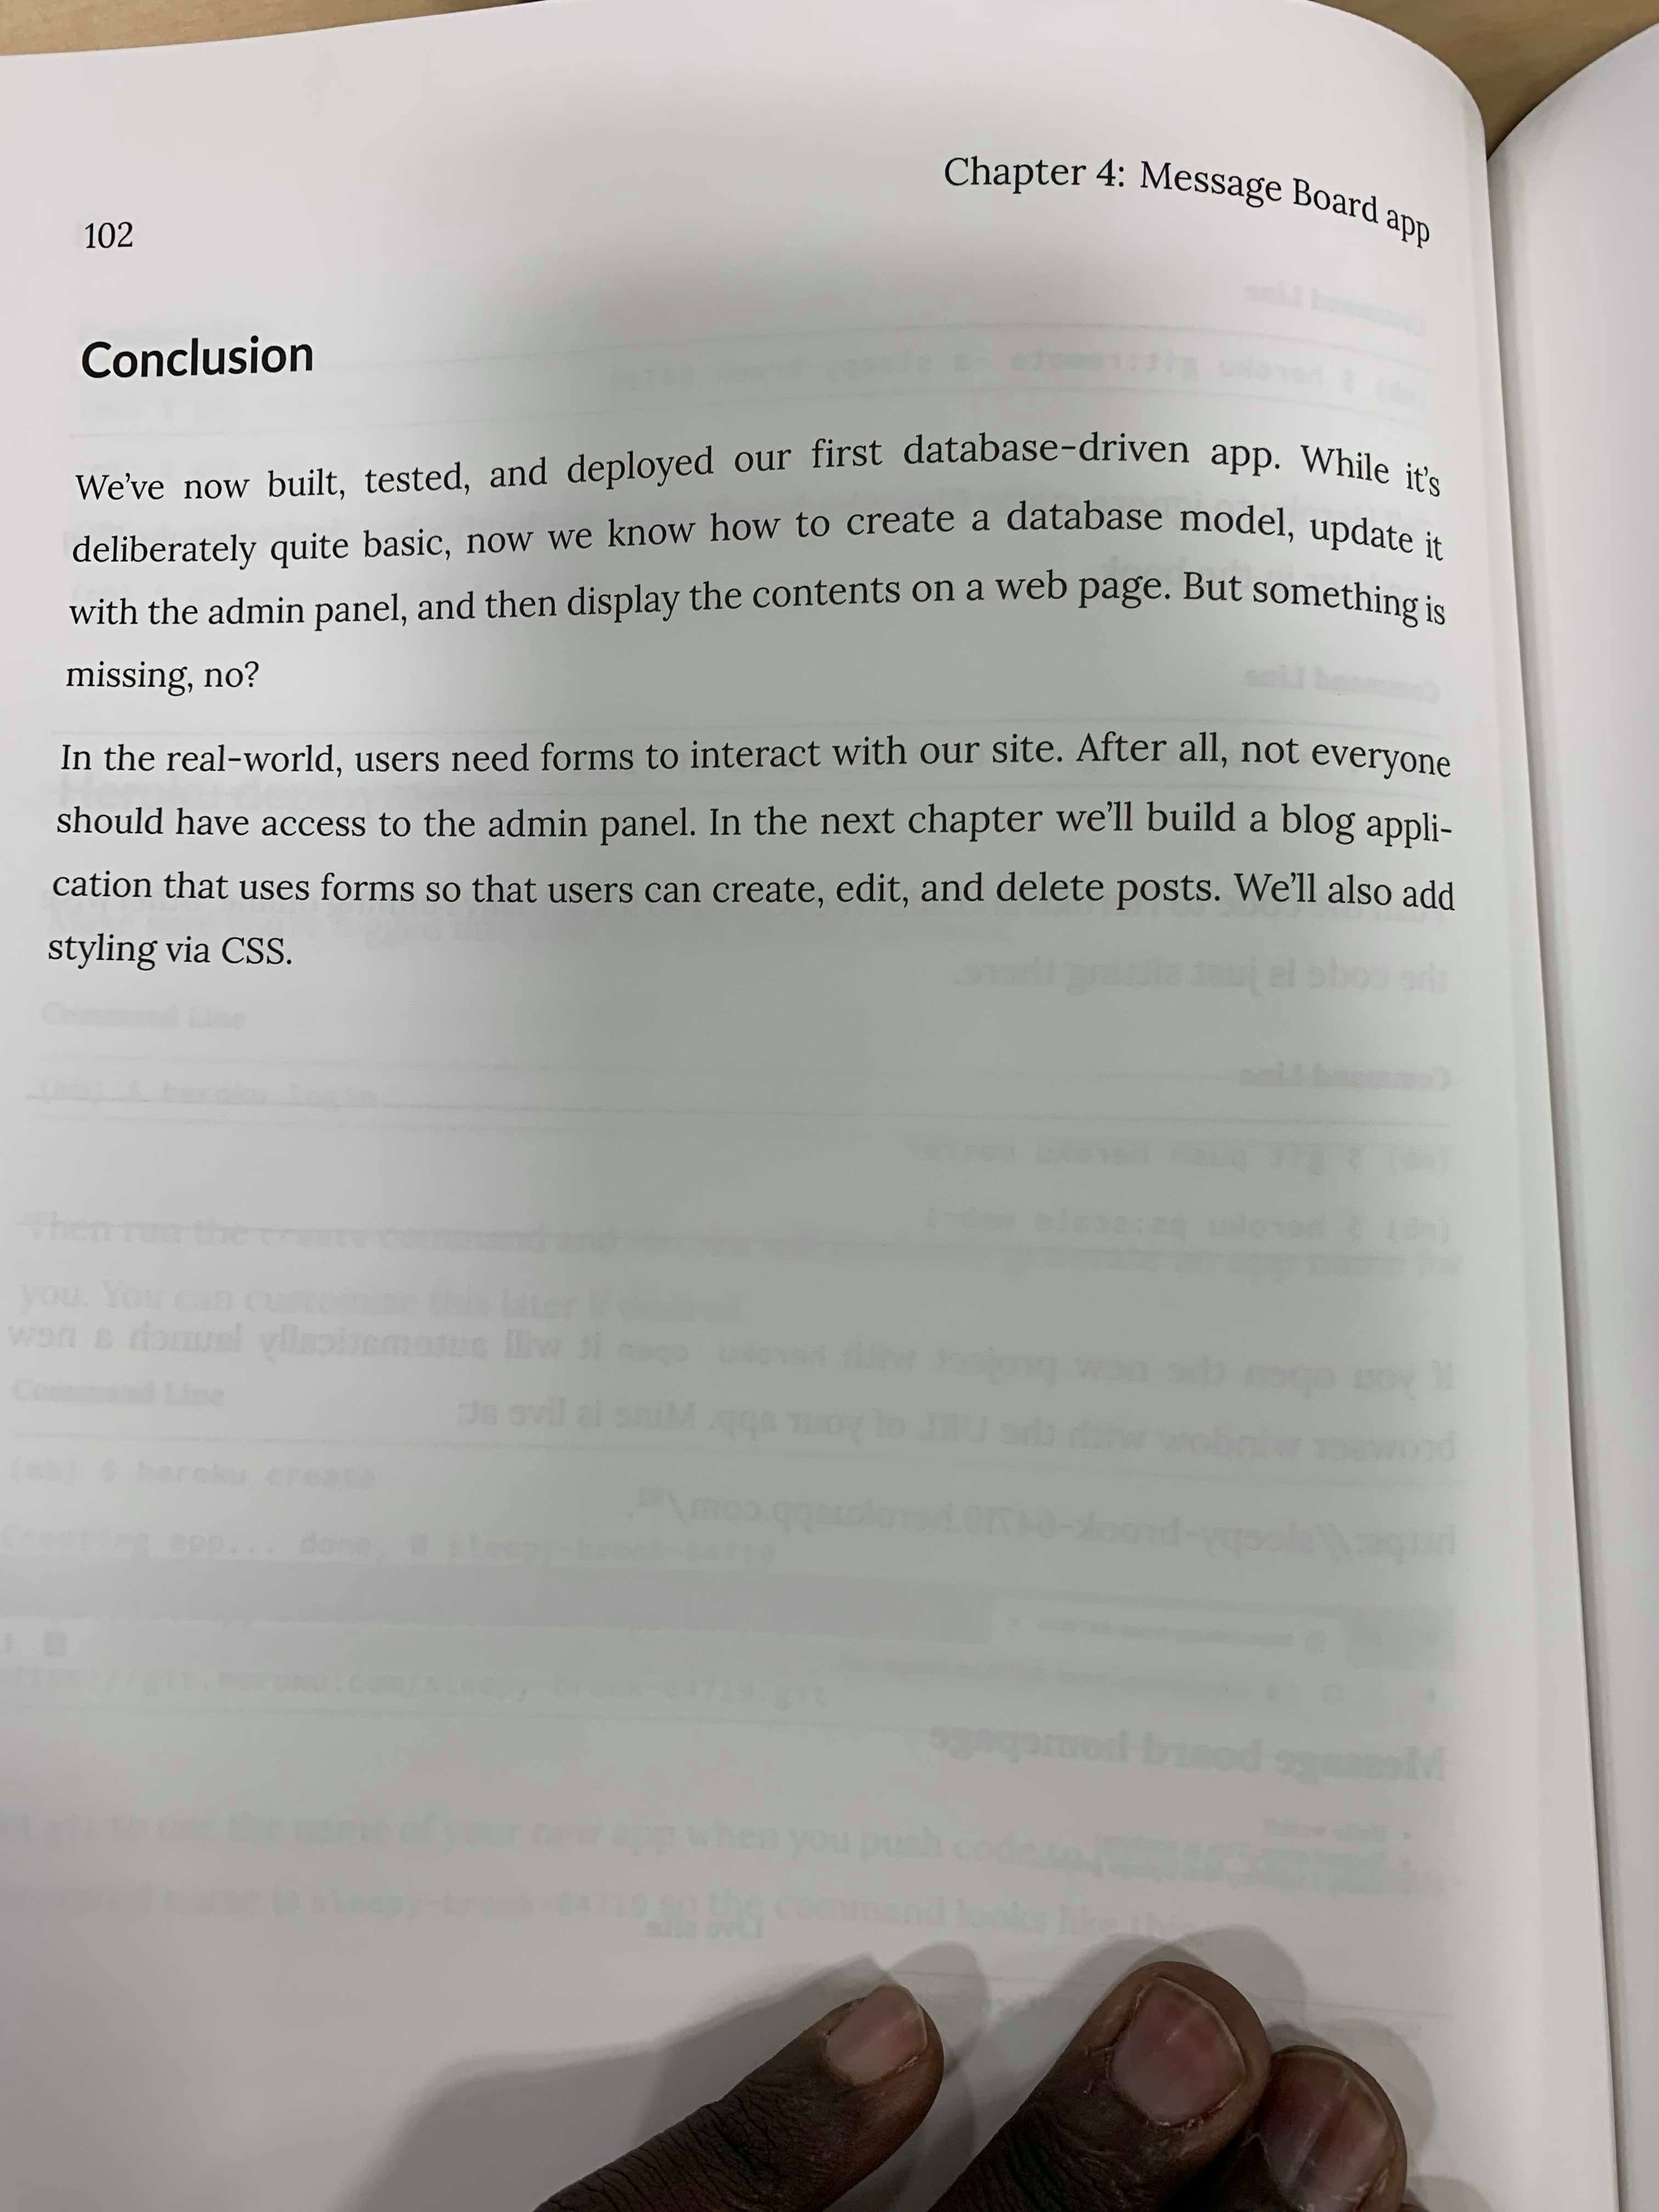 Chapter 4: Message Board app
102
Conclusion
We've now built, tested, and deployed our first database-driven app. While it's
deliberately quite basic, now we know how to create a database model, update it
with the admin panel, and then display the contents on a web page. But something is
missing, no?
In the real-world, users need forms to interact with our site. After all, not everyone
should have access to the admin panel. In the next chapter we'll build a blog appli-
cation that uses forms so that users can create, edit, and delete posts. We'll also add
styling via CSS.